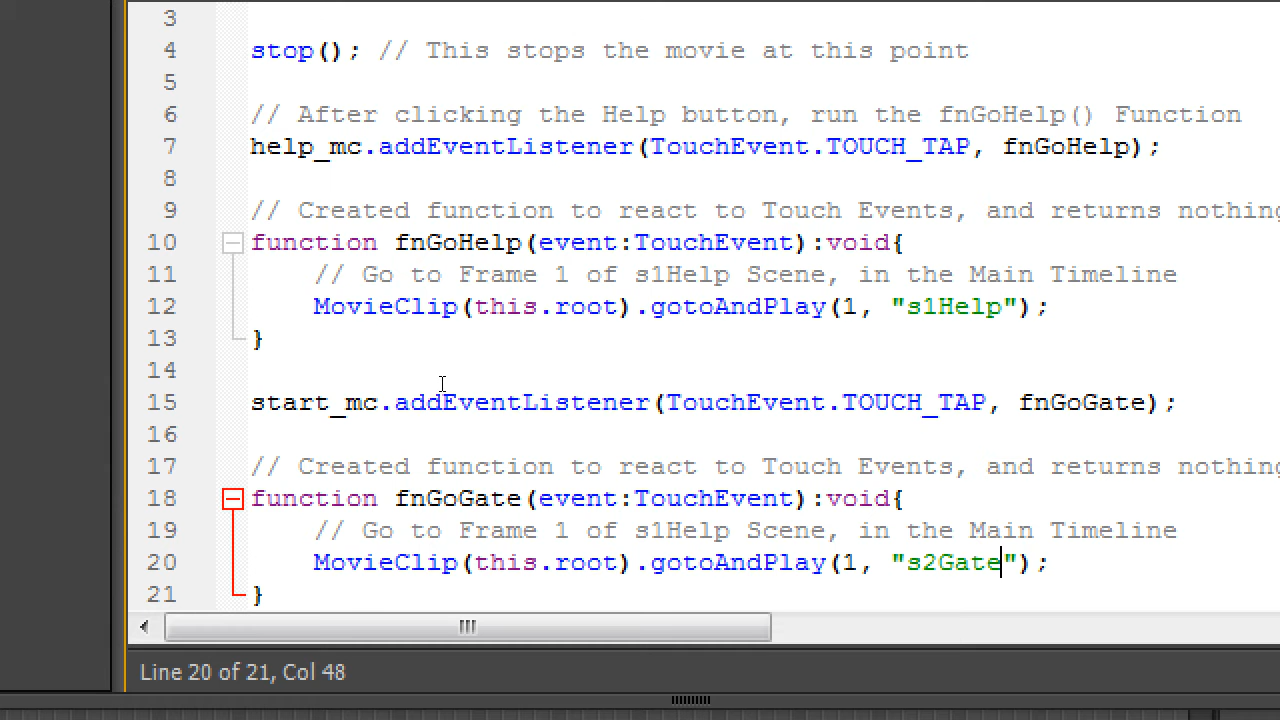 3
4 stop(); // This stops the movie at this point
5
6 // After clicking the Help button, run the fnGoHelp() Function
7 help_mc.addEventListener(TouchEvent.TOUCH_TAP, fnGoHelp);
8
9 // Created function to react to Touch Events, and returns nothing
10 function fnGoHelp(event:TouchEvent):void{
11 // Go to Frame 1 of s1Help Scene, in the Main Timeline
12 MovieClip(this.root).gotoAndPlay(1, "s1Help");
13 }
14
15 start_mc.addEventListener(TouchEvent.TOUCH_TAP, fnGoGate);
16
17 // Created function to react to Touch Events, and returns nothing
18 function fnGoGate(event:TouchEvent):void{
19 // Go to Frame 1 of s1Help Scene, in the Main Timeline
20 MovieClip(this.root).gotoAndPlay(1, "s2Gate");
21 }
Line 20 of 21, Col 48